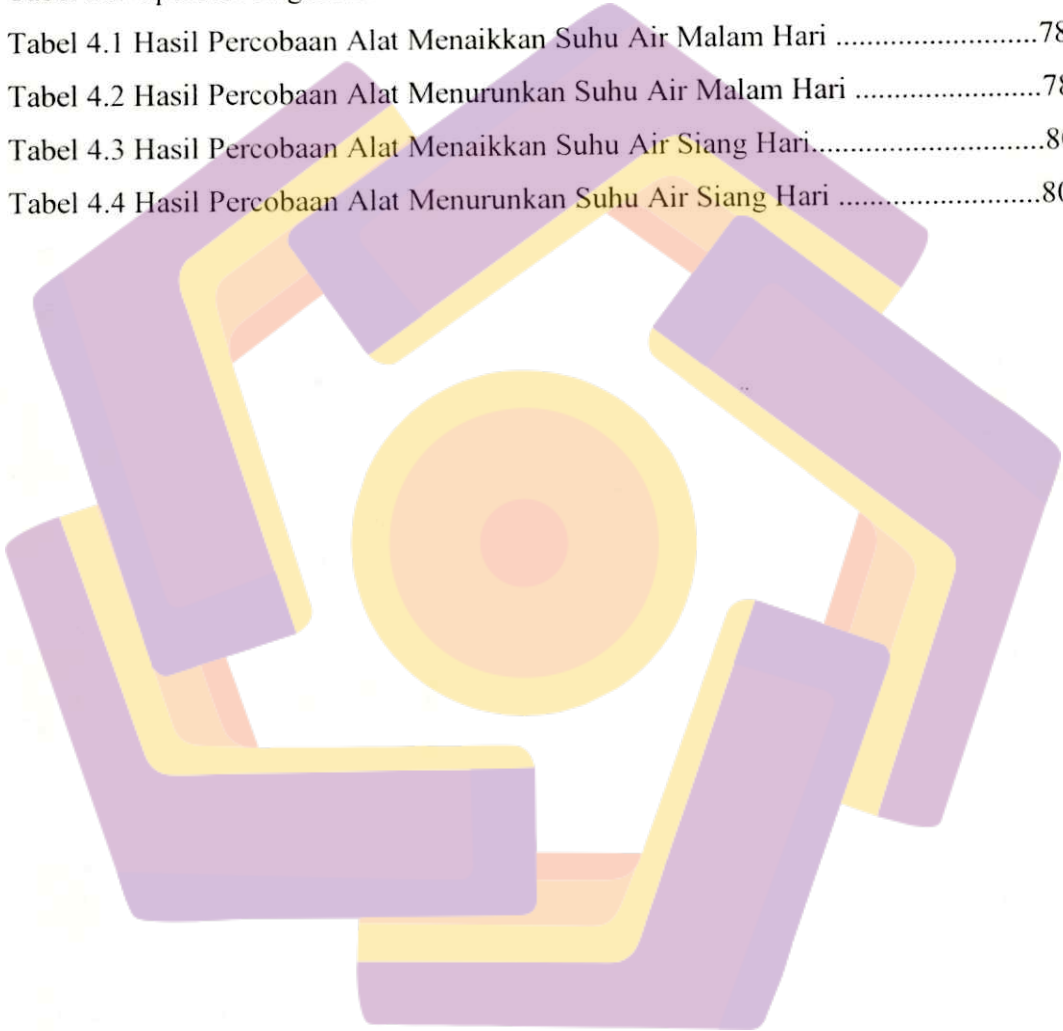 Tabel 4.1 Hasil Percobaan Alat Menaikkan Suhu Air Malam Hari ........................78
Tabel 4.2 Hasil Percobaan Alat Menurunkan Suhu Air Malam Hari ......................78
Tabel 4.3 Hasil Percobaan Alat Menaikkan Suhu Air Siang Hari............................80
Tabel 4.4 Hasil Percobaan Alat Menurunkan Suhu Air Siang Hari ........................80